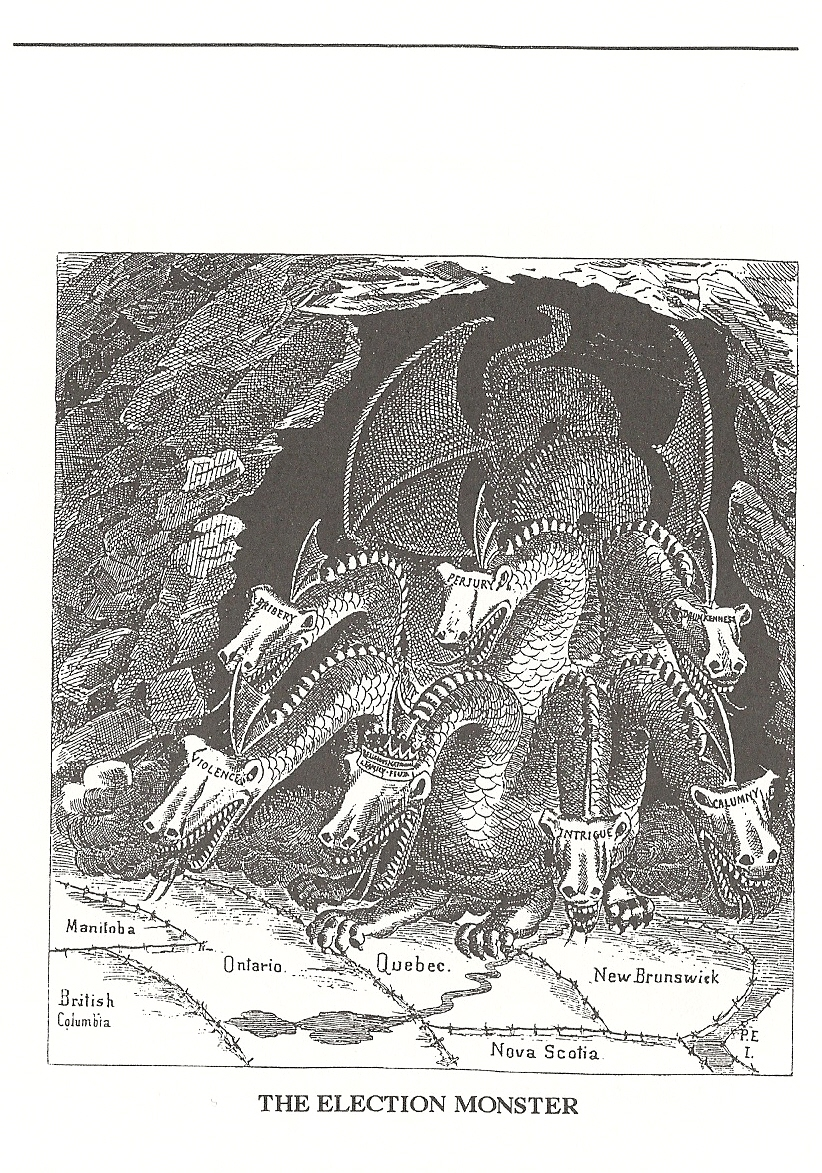 BRIBERY
PERJURY
DRUNKENNESS
VIOLENCE
INTRIGUE
CALUMNY
Manitoba
Ontario.
Quebec.
New Brunswick
British
Columbia
Nova Scotia
P.E
I.
THE ELECTION MONSTER